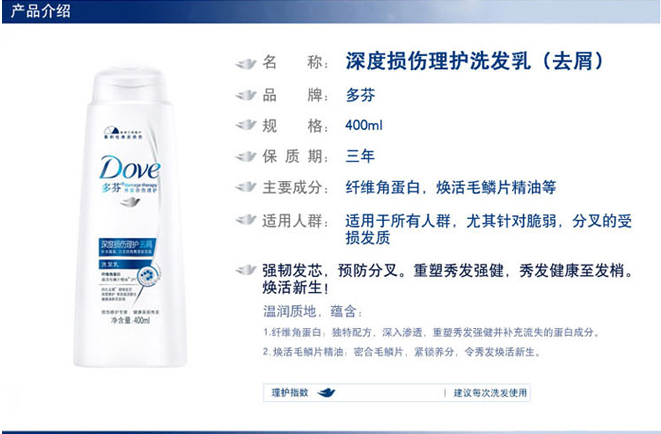 产品介绍
名 称： 深度损伤理护洗发乳（去屑）
品 牌： 多芬
规 格： 400ml
保 质 期： 三年
主要成分： 纤维角蛋白，焕活毛鳞片精油等
适用人群： 适用于所有人群，尤其针对脆弱，分叉的受
损发质
强韧发芯，预防分叉。重塑秀发强健，秀发健康至发梢。
焕活新生！
温润质地，蕴含：
1.纤维角蛋白：独特配方，深入渗透，重塑秀发强健并补充流失的蛋白成分。
2.焕活毛鳞片精油：密合毛鳞片，紧锁养分，令秀发焕活新生。
理护指数 | 建议每次洗发使用
Dove
damage therapy
多芬
深度损伤理护 去屑
洗发乳
纤维角蛋白
净含量:400ml